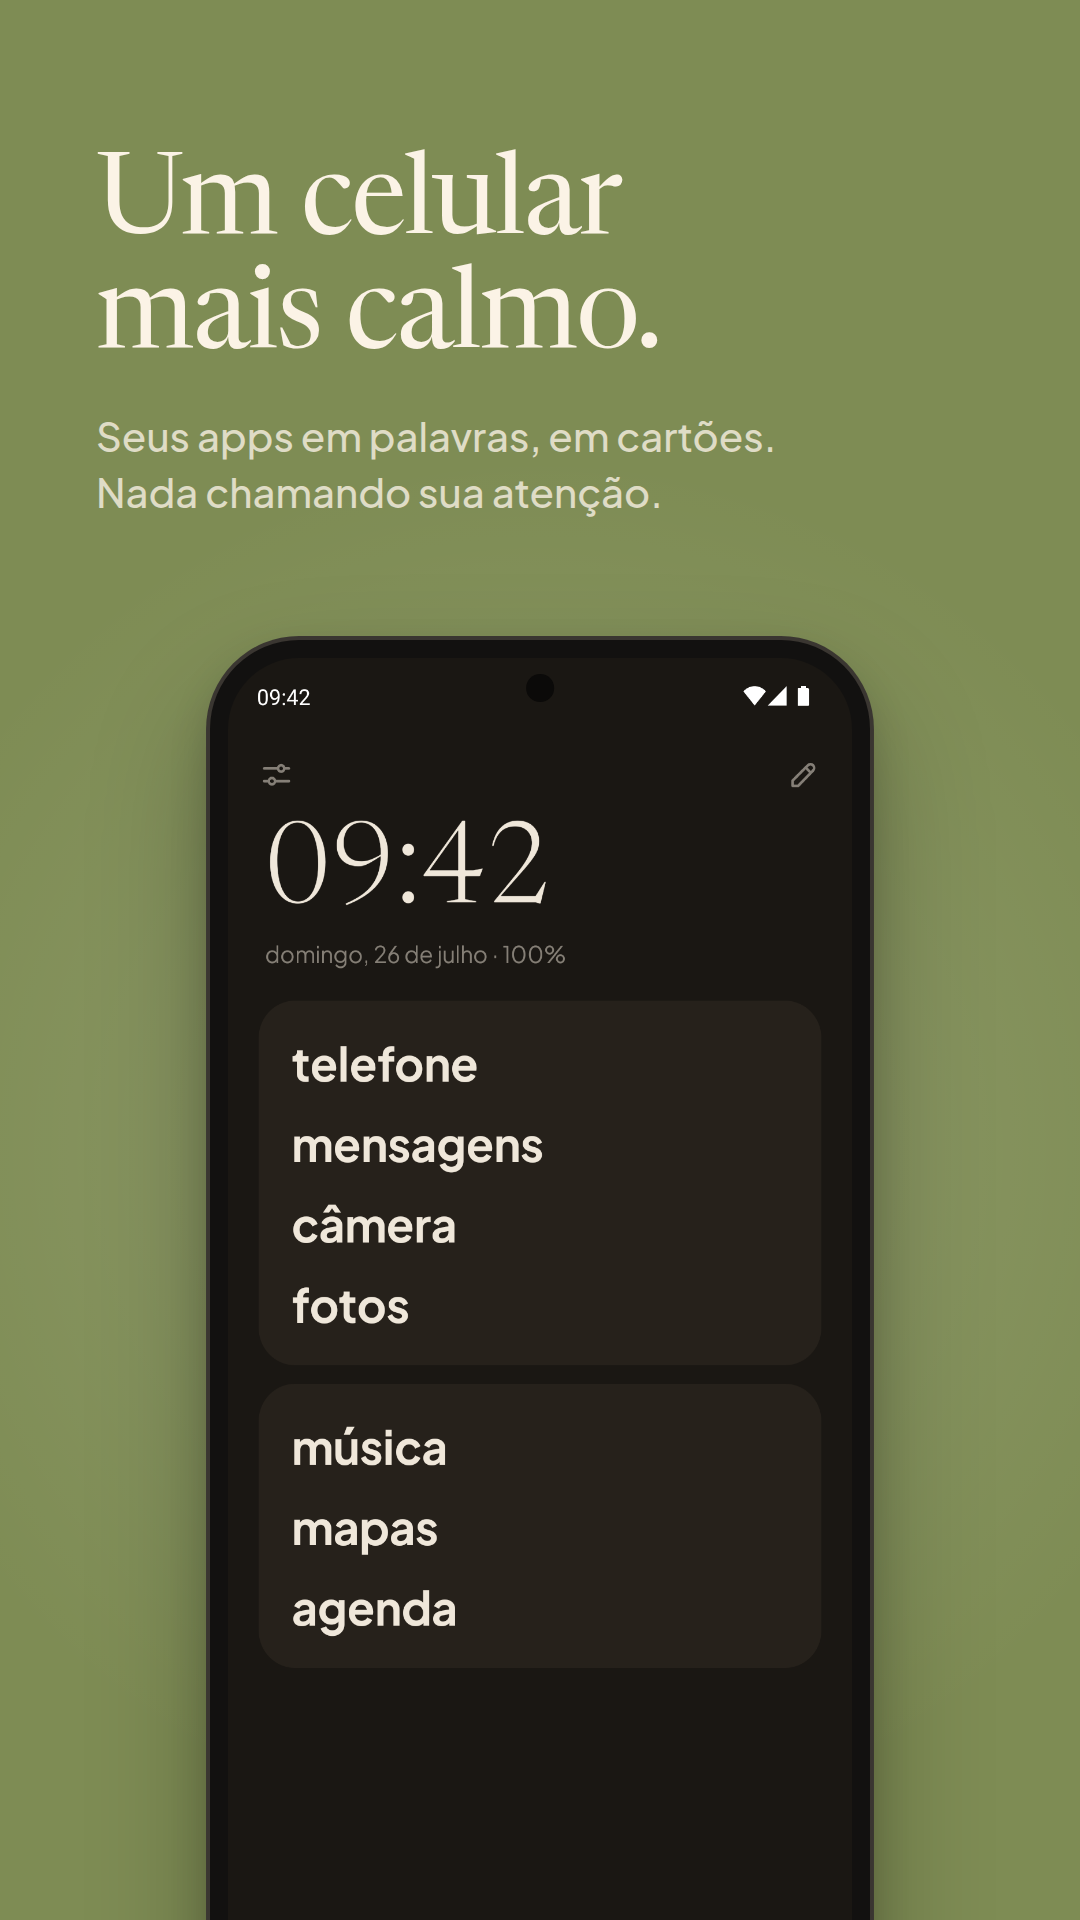 Um celular
mais calmo.
Seus apps em palavras, em cartões.
Nada chamando sua atenção.
09:42
09:42
domingo, 26 de julho · 100%
telefone
mensagens
câmera
fotos
música
mapas
agenda